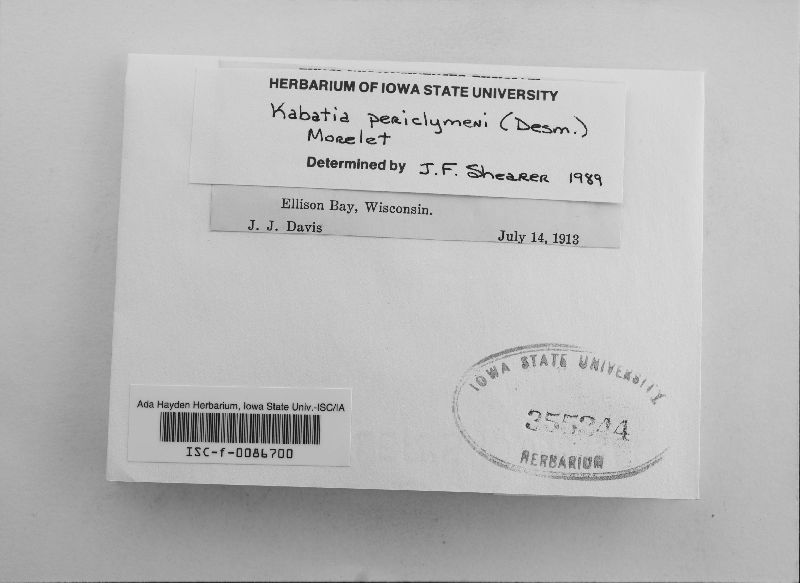 HERBARIUM OF IOWA STATE UNIVERSITY
Kabatia periclymeni (Desm.)
Morelet
Determined by J.F. Shearer 1989
Ellison Bay, Wisconsin.
J. J. Davis July 14, 1913
IOWA STATE UNIVERSITY
355244
HERBARIUM
Ada Hayden Herbarium, Iowa State Univ.-ISC/IA
ISC-f-0086700